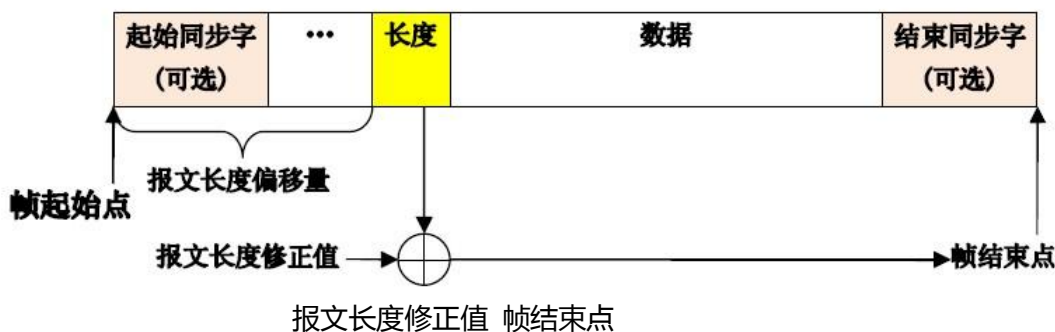 起始同步字 ••• 长度 数据 结束同步字
(可选) (可选)
报文长度偏移量
帧起始点
报文长度修正值 帧结束点
报文长度修正值 帧结束点